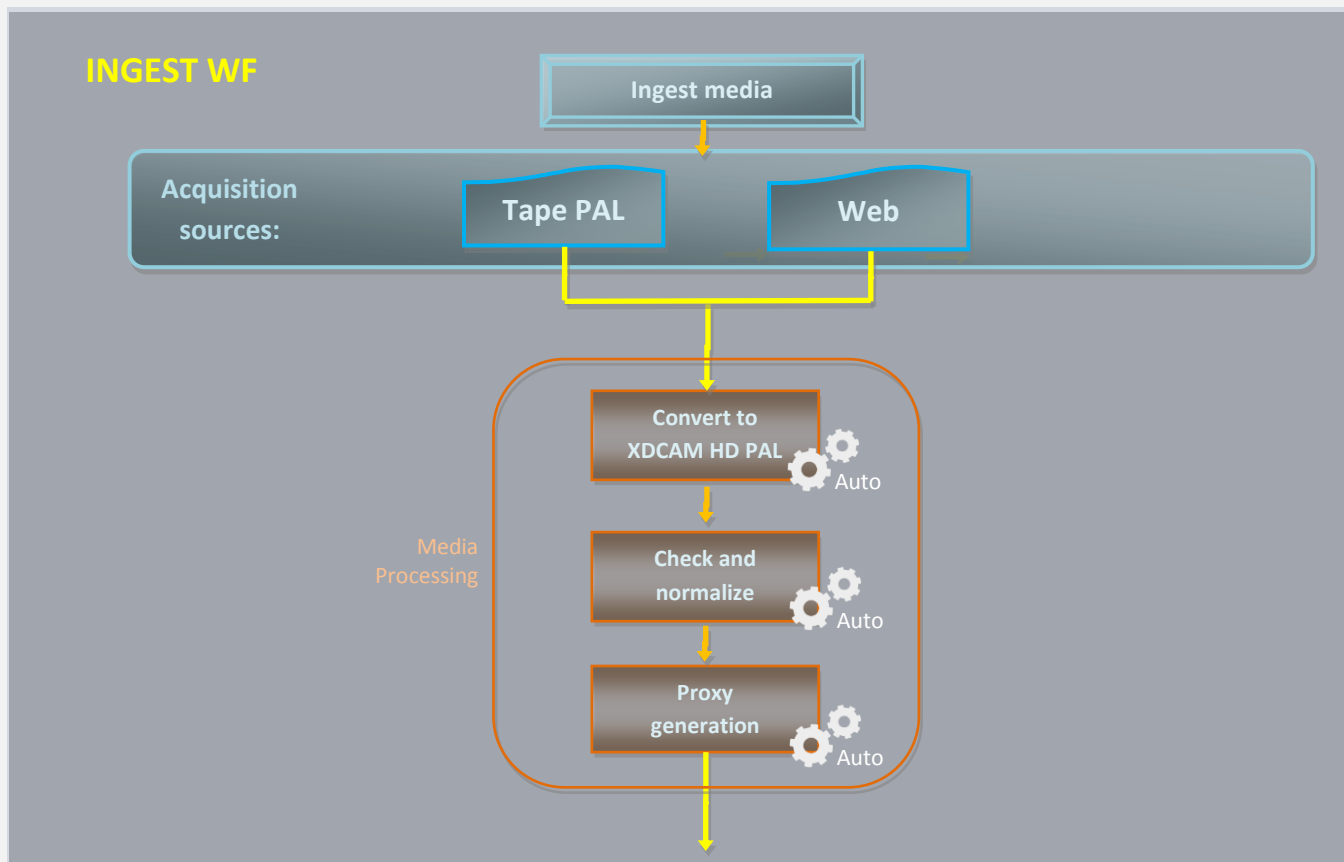 INGEST WF
Ingest media
Acquisition
sources:
Tape PAL
Web
Convert to
XDCAM HD PAL
Auto
Media
Processing
Check and
normalize
Auto
Proxy
generation
Auto